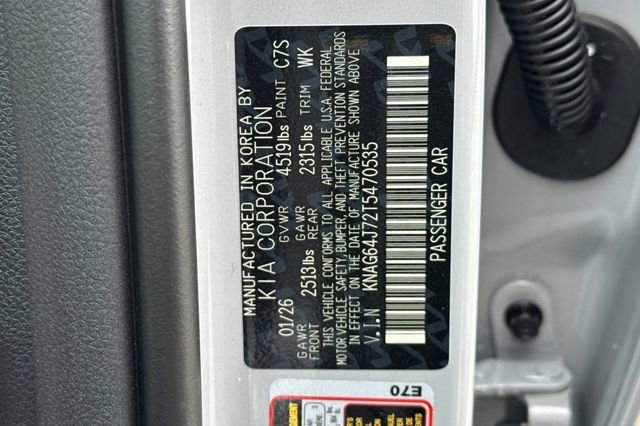 MANUFACTURED IN KOREA BY
KIA CORPORATION
01/26 GVWR 4519lbs PAINT C7S
GAWR FRONT 2513lbs GAWR REAR 2315lbs TRIM WK
THIS VEHICLE CONFORMS TO ALL APPLICABLE U.S.A. FEDERAL
MOTOR VEHICLE SAFETY, BUMPER, AND THEFT PREVENTION STANDARDS
IN EFFECT ON THE DATE OF MANUFACTURE SHOWN ABOVE.
V.I.N KNAG64J72T5470535
PASSENGER CAR
E70